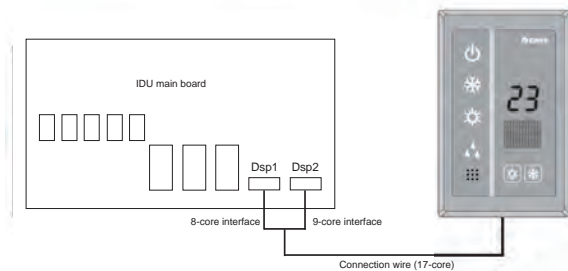 IDU main board
23
Dsp1 Dsp2
8-core interface 9-core interface
Connection wire (17-core)